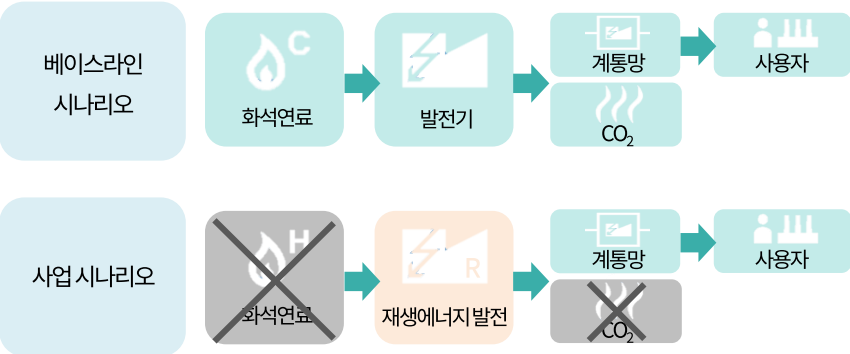 베이스라인
시나리오
C
화석연료
발전기
계통망
사용자
CO₂
사업 시나리오
H
화석연료
R
재생에너지 발전
계통망
사용자
CO₂